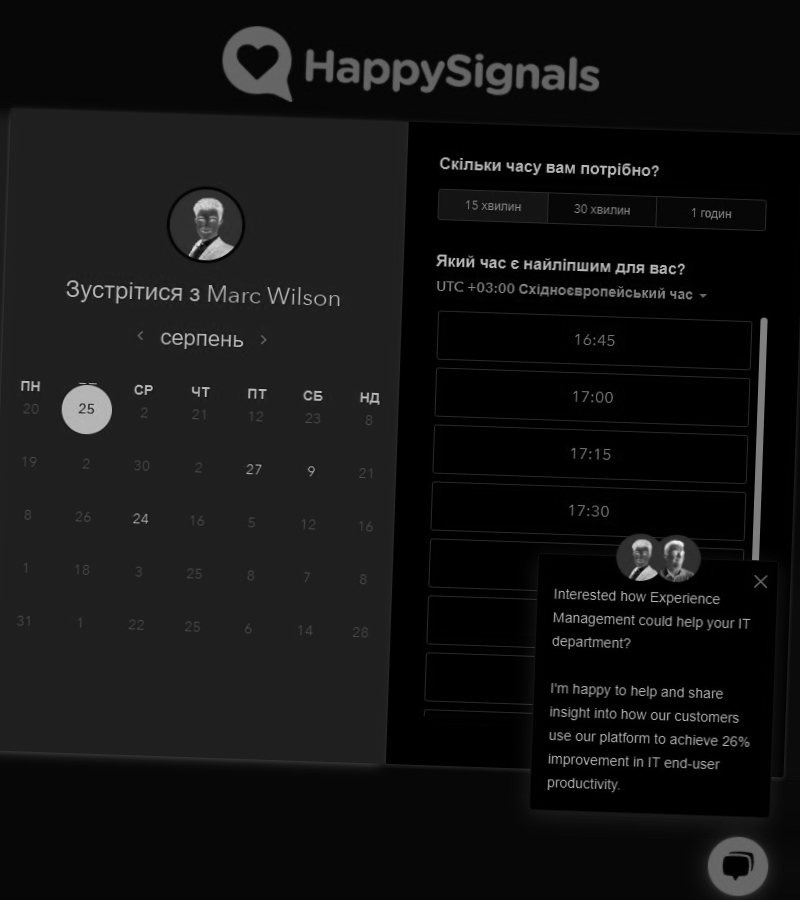 HappySignals
Зустрітися з Marc Wilson
серпень
ПН СР ЧТ ПТ СБ НД
20 25 2 21 12 23 8
19 2 30 2 27 9 21
8 26 24 16 5 12 16
1 18 3 25 8 7 8
31 1 22 25 6 14 28
Скільки часу вам потрібно?
15 хвилин 30 хвилин 1 годин
Який час є найліпшим для вас?
UTC +03:00 Східноєвропейський час
16:45
17:00
17:15
17:30
Interested how Experience
Management could help your IT
department?
I'm happy to help and share
insight into how our customers
use our platform to achieve 26%
improvement in IT end-user
productivity.